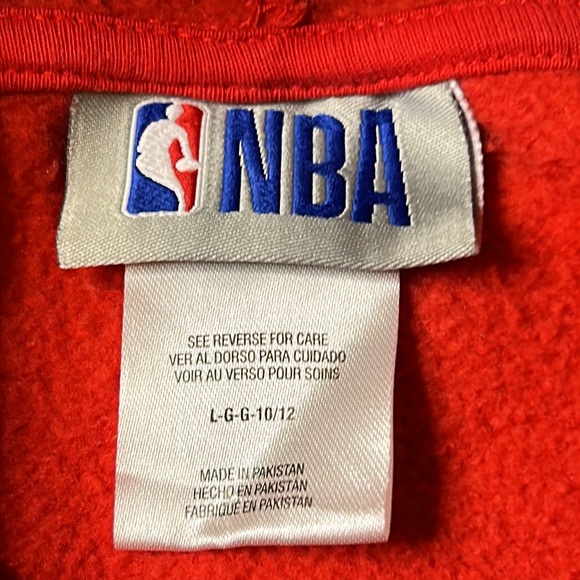 NBA
SEE REVERSE FOR CARE
VER AL DORSO PARA CUIDADO
VOIR AU VERSO POUR SOINS
L-G-G-10/12
MADE IN PAKISTAN
HECHO EN PAKISTÁN
FABRIQUÉ EN PAKISTAN